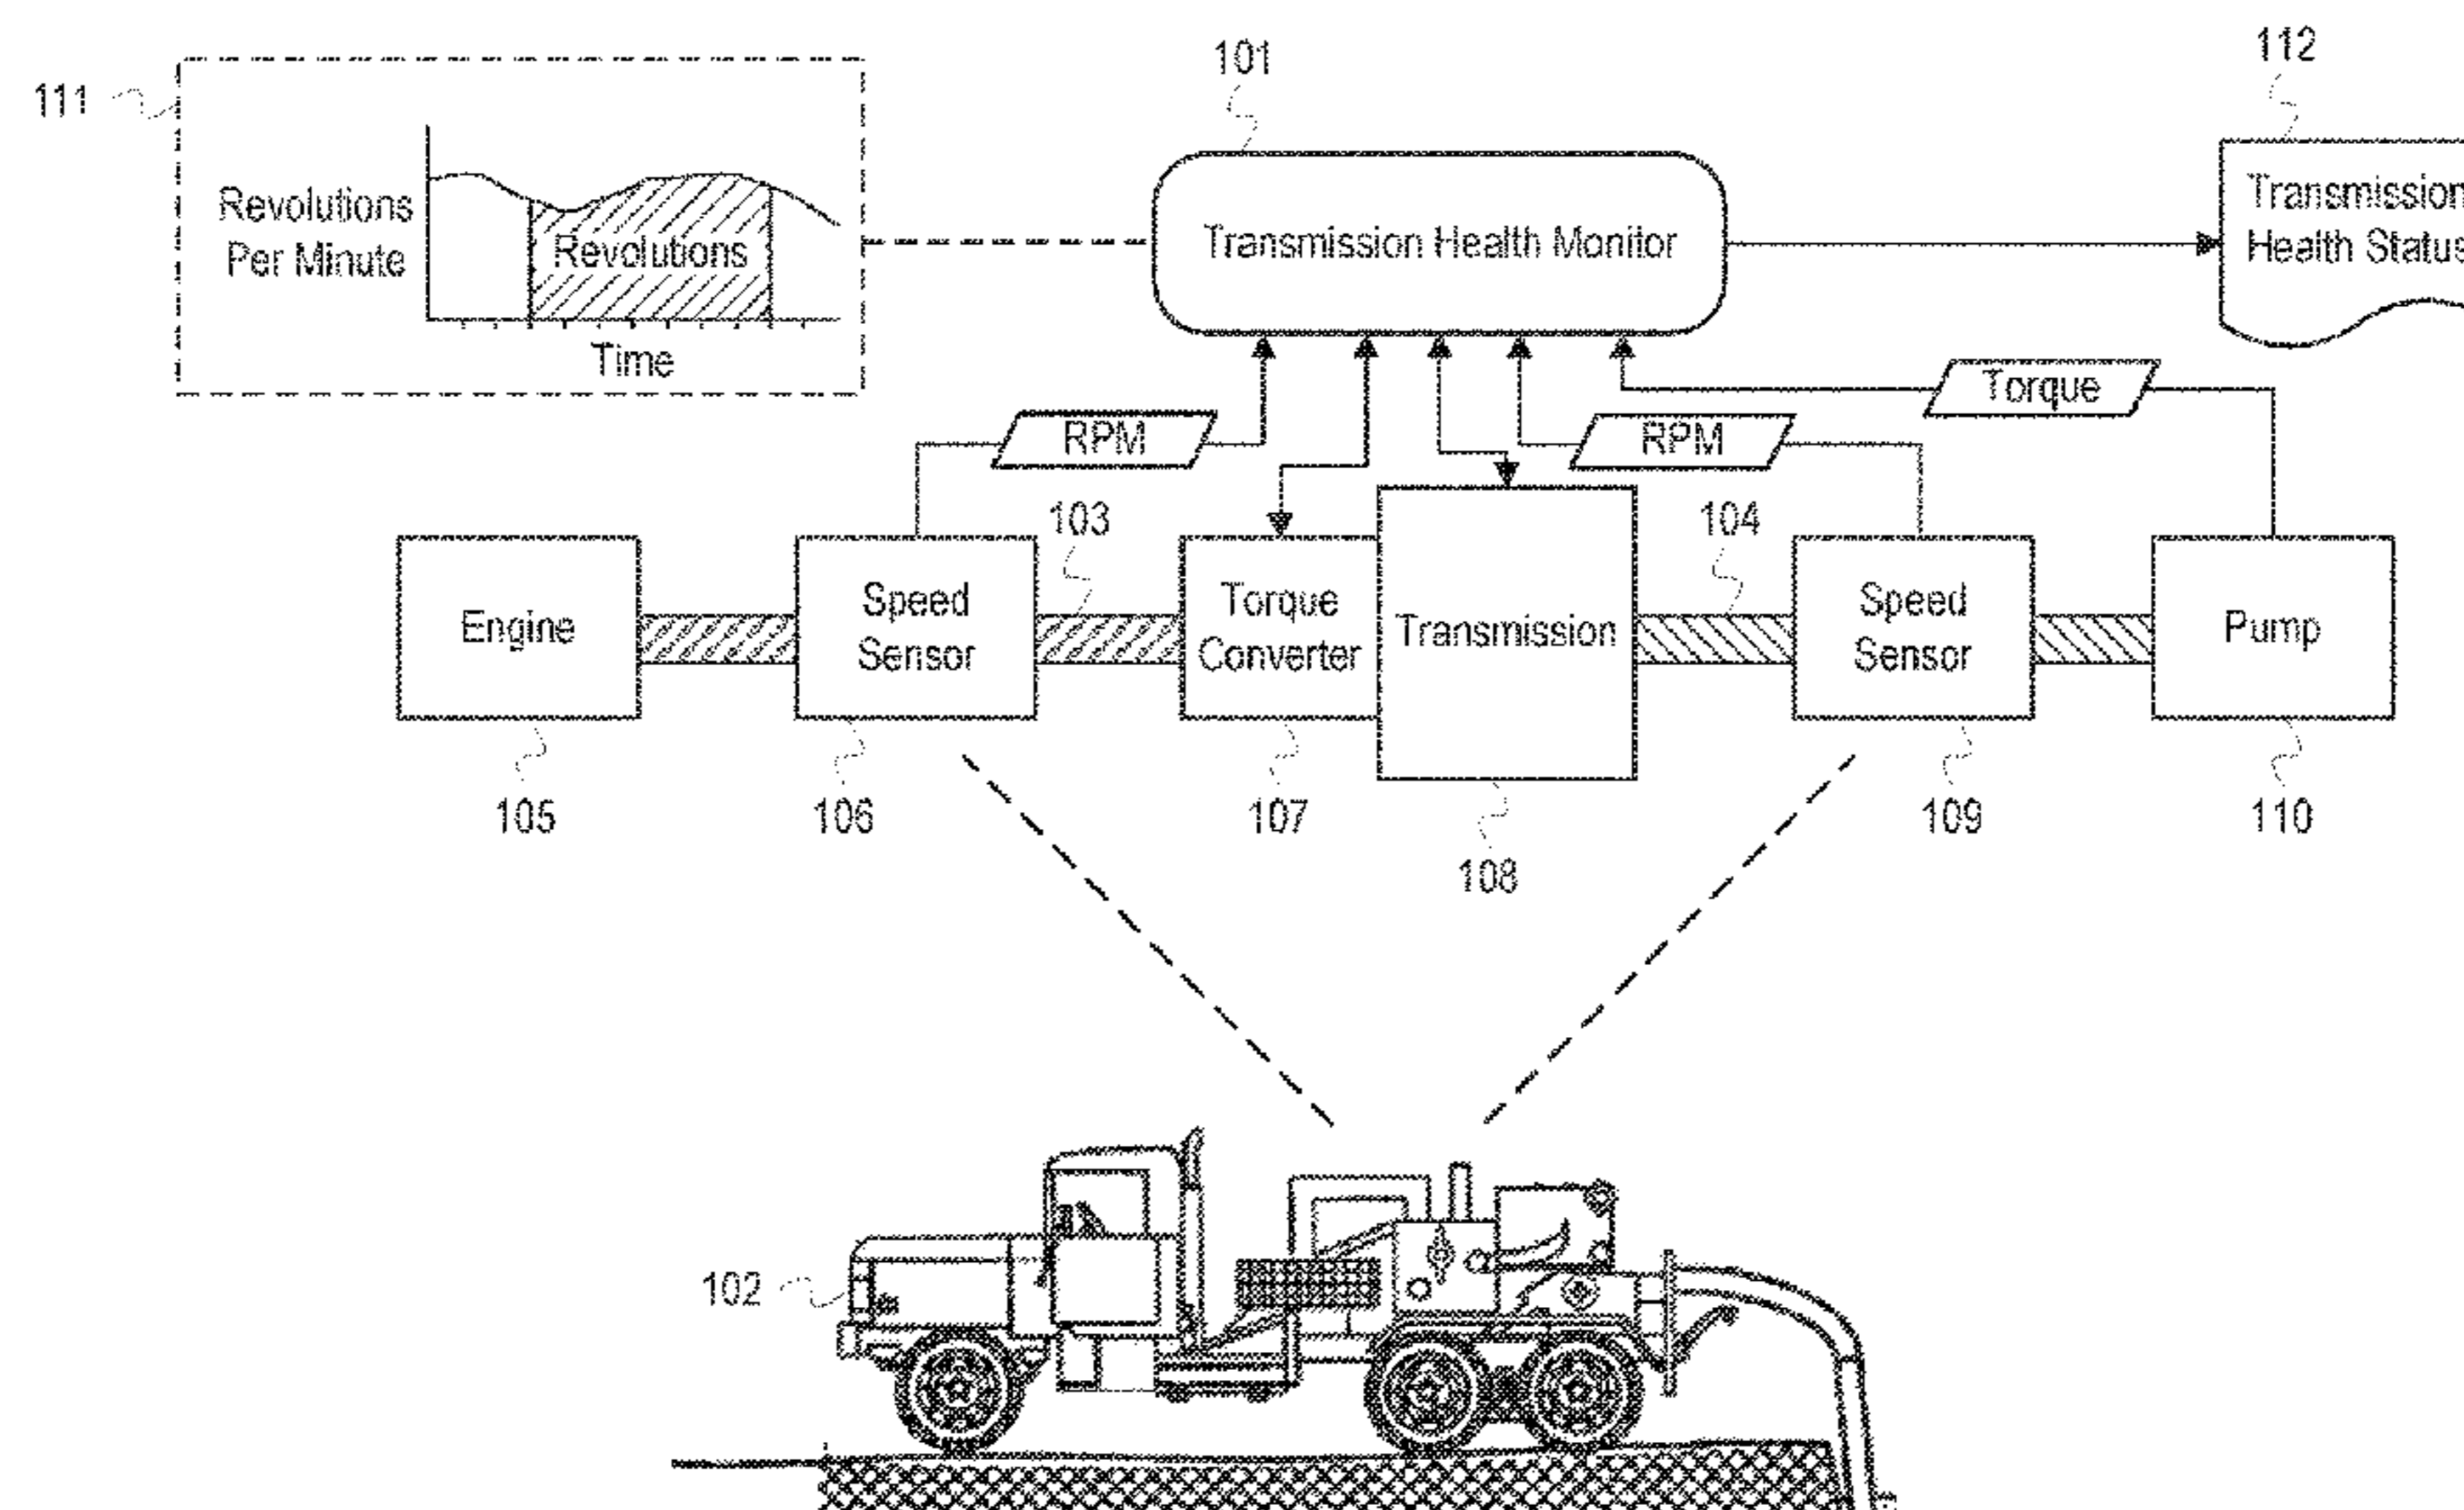 101
112
111
Revolutions
Per Minute
Revolutions
Time
Transmission Health Monitor
Transmission
Health Status
Torque
RPM
RPM
103
104
Engine
Speed
Sensor
Torque
Converter
Transmission
Speed
Sensor
Pump
105
106
107
108
109
110
102